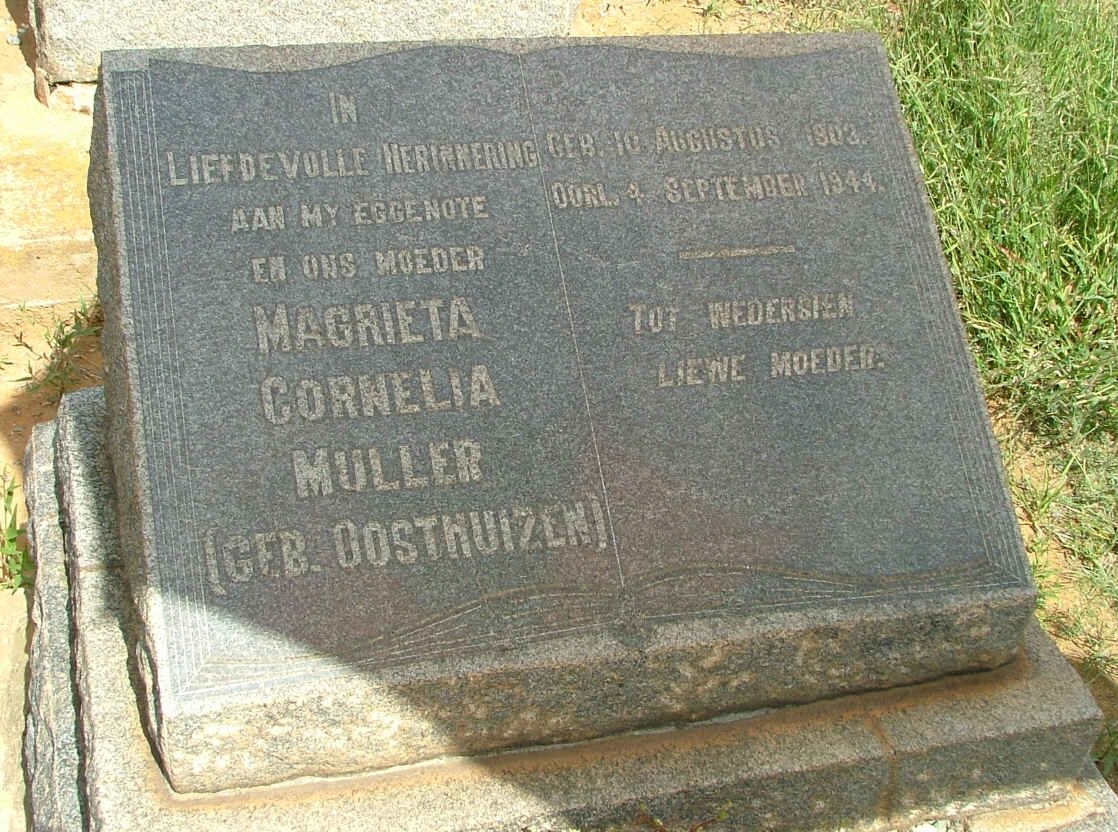 IN
LIEFDEVOLLE HERINNERING
AAN MY EGGENOTE
EN ONS MOEDER
MAGRIETA
CORNELIA
MULLER
(GEB. OOSTHUIZEN)
GEB. 10. AUGUSTUS 1903.
OORL. 4. SEPTEMBER 1944.
TOT WEDERSIEN
LIEWE MOEDER.